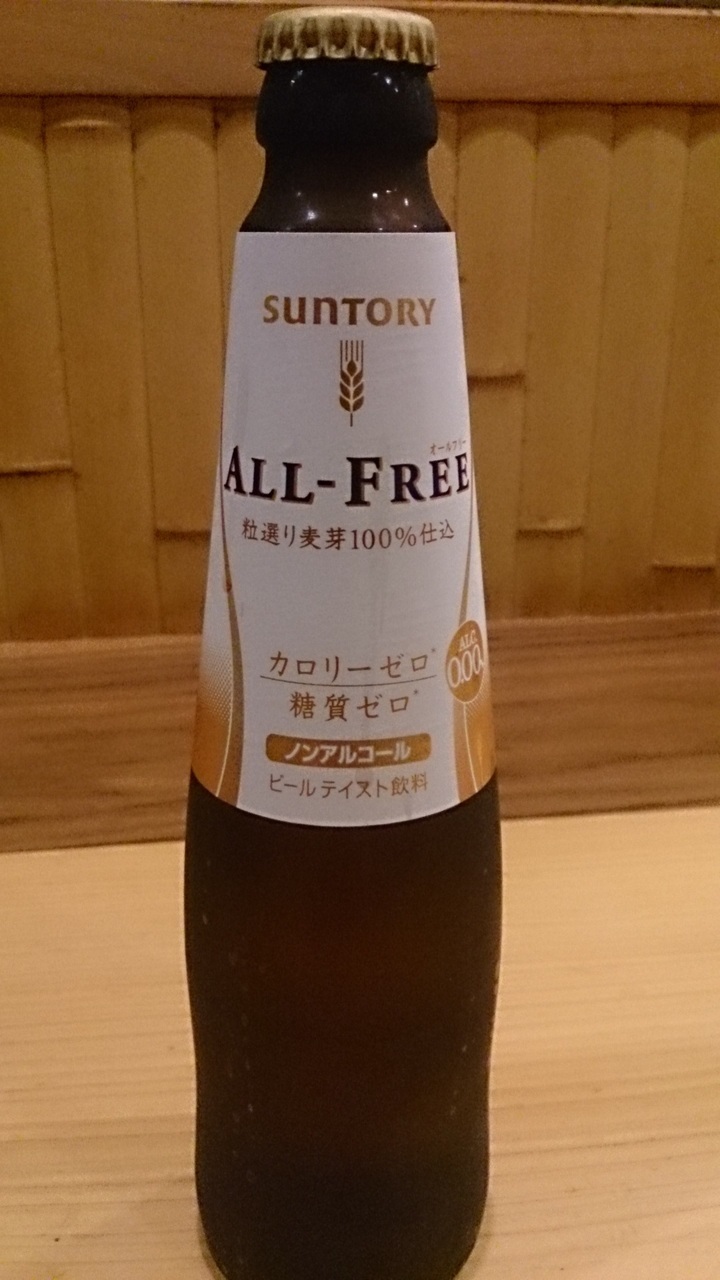 SUNTORY
オールフリー
ALL-FREE
粒選り麦芽100%仕込
カロリーゼロ*
糖質ゼロ*
ALC.
0.00
ノンアルコール
ビールテイスト飲料